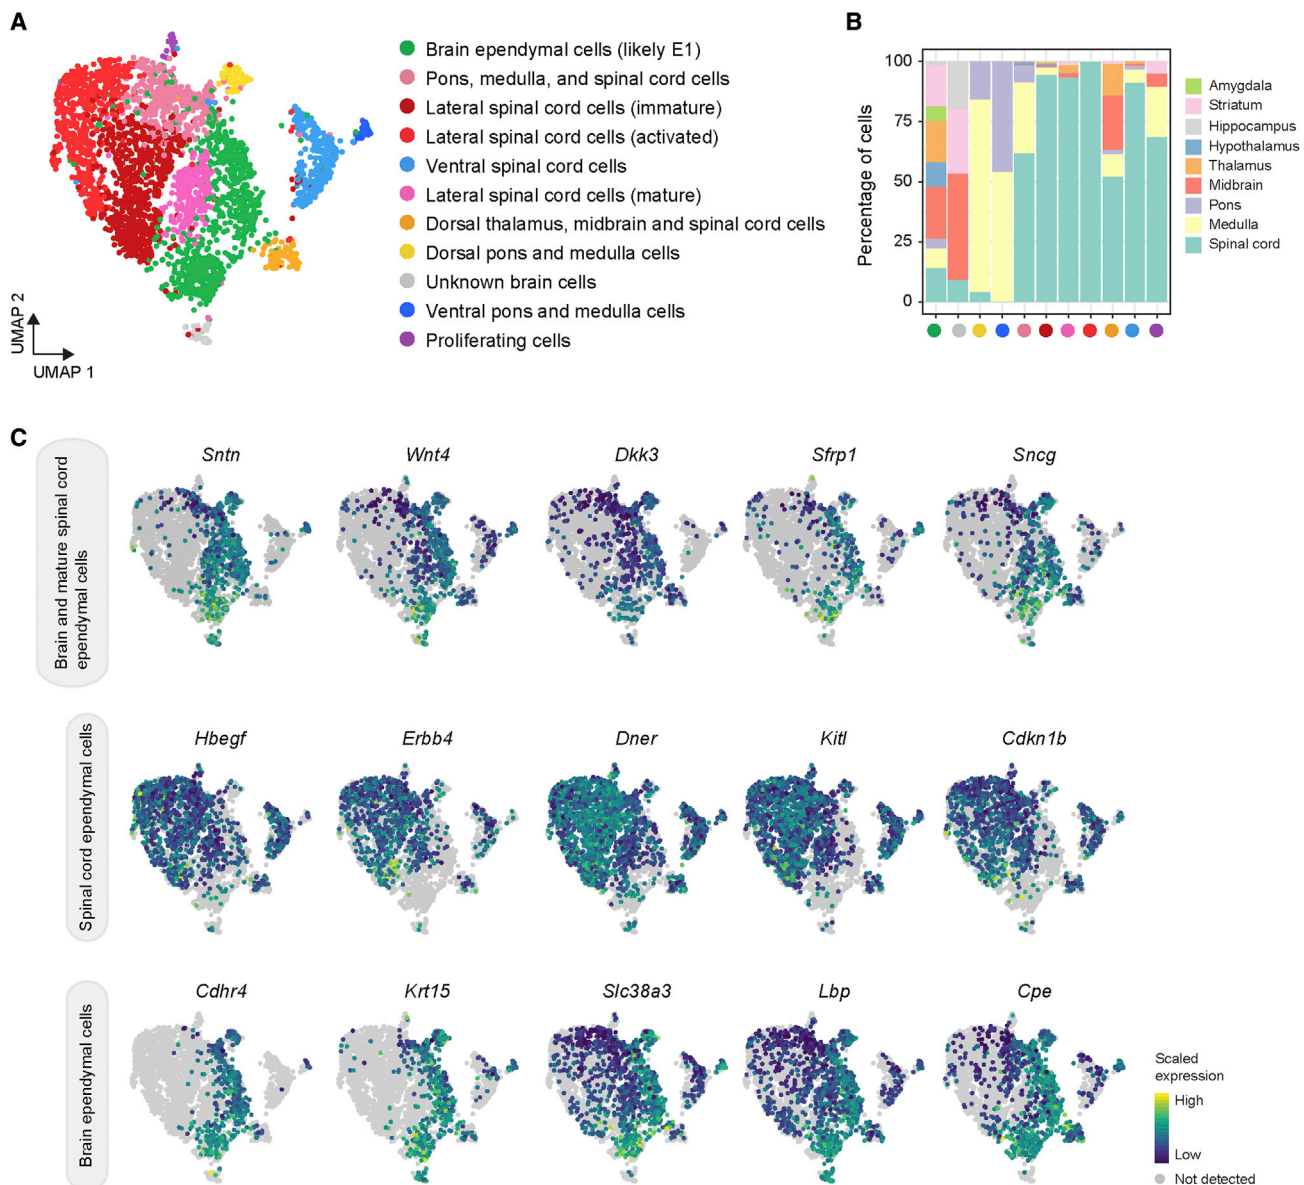 A
Brain ependymal cells (likely E1)
Pons, medulla, and spinal cord cells
Lateral spinal cord cells (immature)
Lateral spinal cord cells (activated)
Ventral spinal cord cells
Lateral spinal cord cells (mature)
Dorsal thalamus, midbrain and spinal cord cells
Dorsal pons and medulla cells
Unknown brain cells
Ventral pons and medulla cells
Proliferating cells
UMAP 2
UMAP 1
B
Percentage of cells
100
75
50
25
0
Amygdala
Striatum
Hippocampus
Hypothalamus
Thalamus
Midbrain
Pons
Medulla
Spinal cord
C
Brain and mature spinal cord
ependymal cells
Sntn
Wnt4
Dkk3
Sfrp1
Sncg
Spinal cord ependymal cells
Hbegf
Erbb4
Dner
Kitl
Cdkn1b
Brain ependymal cells
Cdhr4
Krt15
Slc38a3
Lbp
Cpe
Scaled
expression
High
Low
Not detected